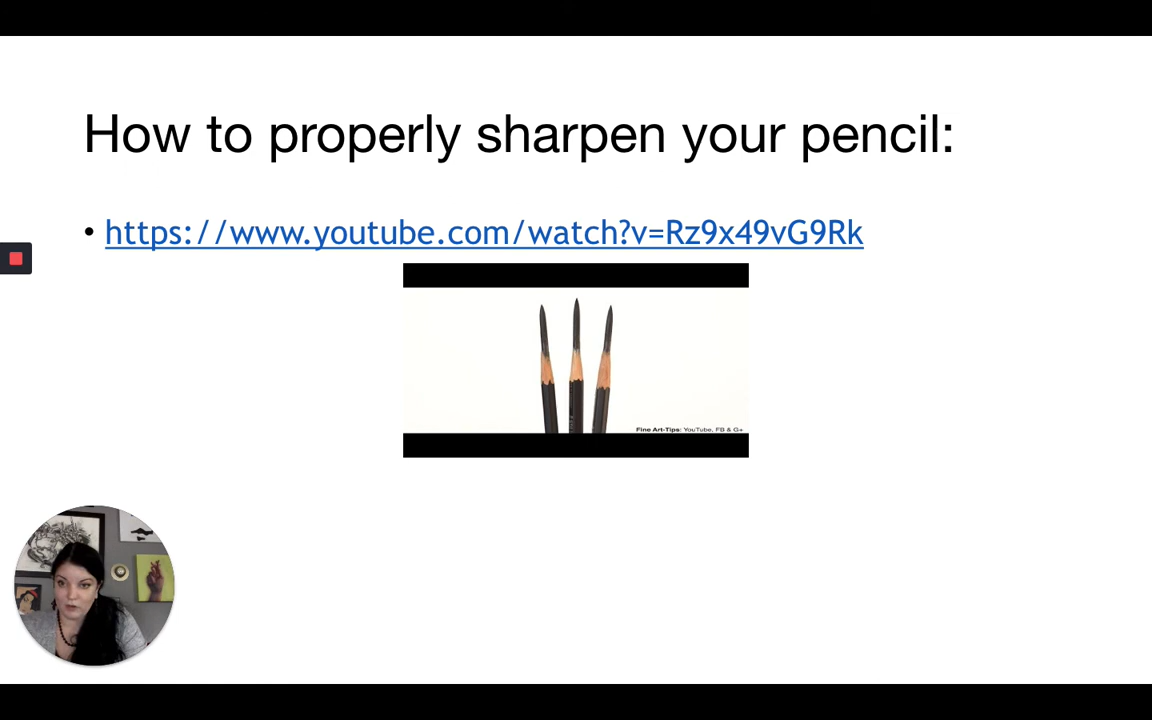 How to properly sharpen your pencil:
• https://www.youtube.com/watch?v=Rz9x49vG9Rk
Fine Art-Tips: YouTube, FB & G+